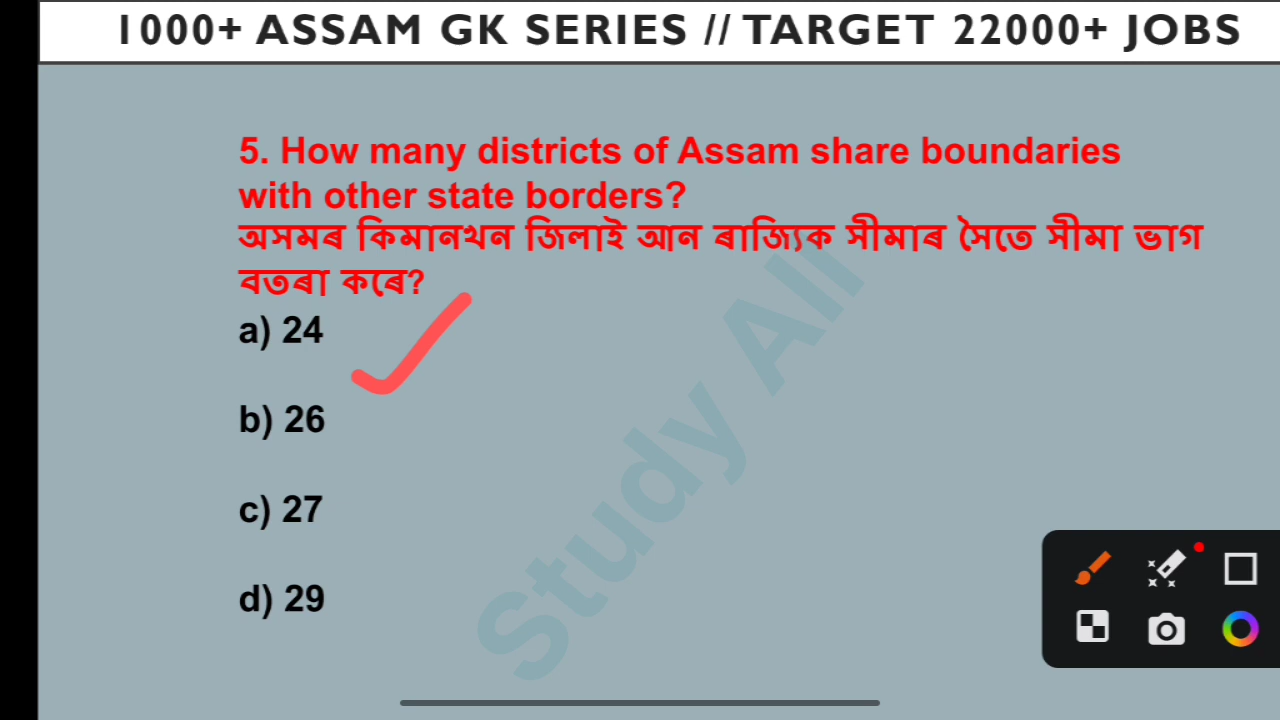 1000+ ASSAM GK SERIES // TARGET 22000+ JOBS
5. How many districts of Assam share boundaries
with other state borders?
অসমৰ কিমানখন জিলাই আন ৰাজ্যিক সীমাৰ সৈতে সীমা ভাগ
বতৰা কৰে?
a) 24
b) 26
c) 27
d) 29
Study Ali